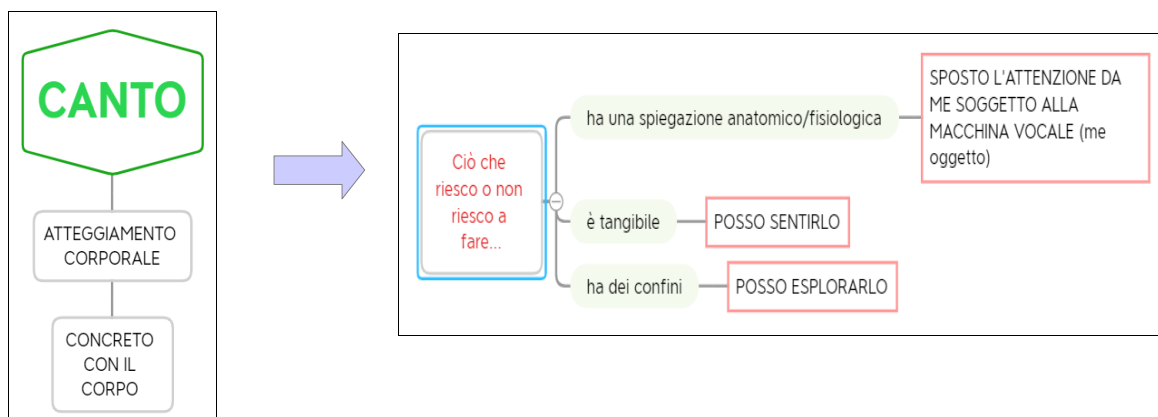 CANTO
ATTEGGIAMENTO
CORPORALE
CONCRETO
CON IL
CORPO
Ciò che
riesco o non
riesco a
fare...
ha una spiegazione anatomico/fisiologica
SPOSTO L'ATTENZIONE DA
ME SOGGETTO ALLA
MACCHINA VOCALE (me
oggetto)
è tangibile
POSSO SENTIRLO
ha dei confini
POSSO ESPLORARLO